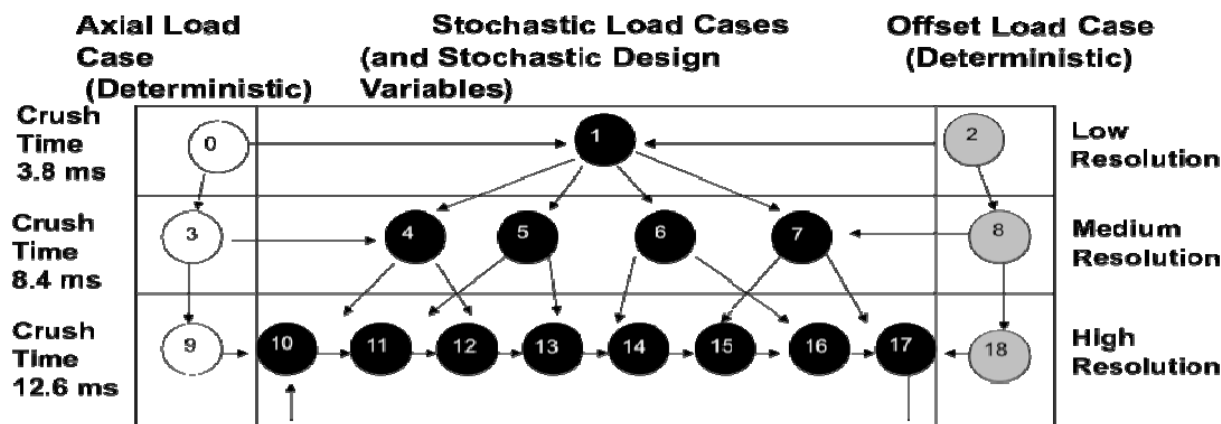 Axial Load
Case
(Deterministic)
Stochastic Load Cases
(and Stochastic Design
Variables)
Offset Load Case
(Deterministic)
Crush
Time
3.8 ms
0
1
2
Low
Resolution
Crush
Time
8.4 ms
3
4
5
6
7
8
Medium
Resolution
Crush
Time
12.6 ms
9
10
11
12
13
14
15
16
17
18
High
Resolution